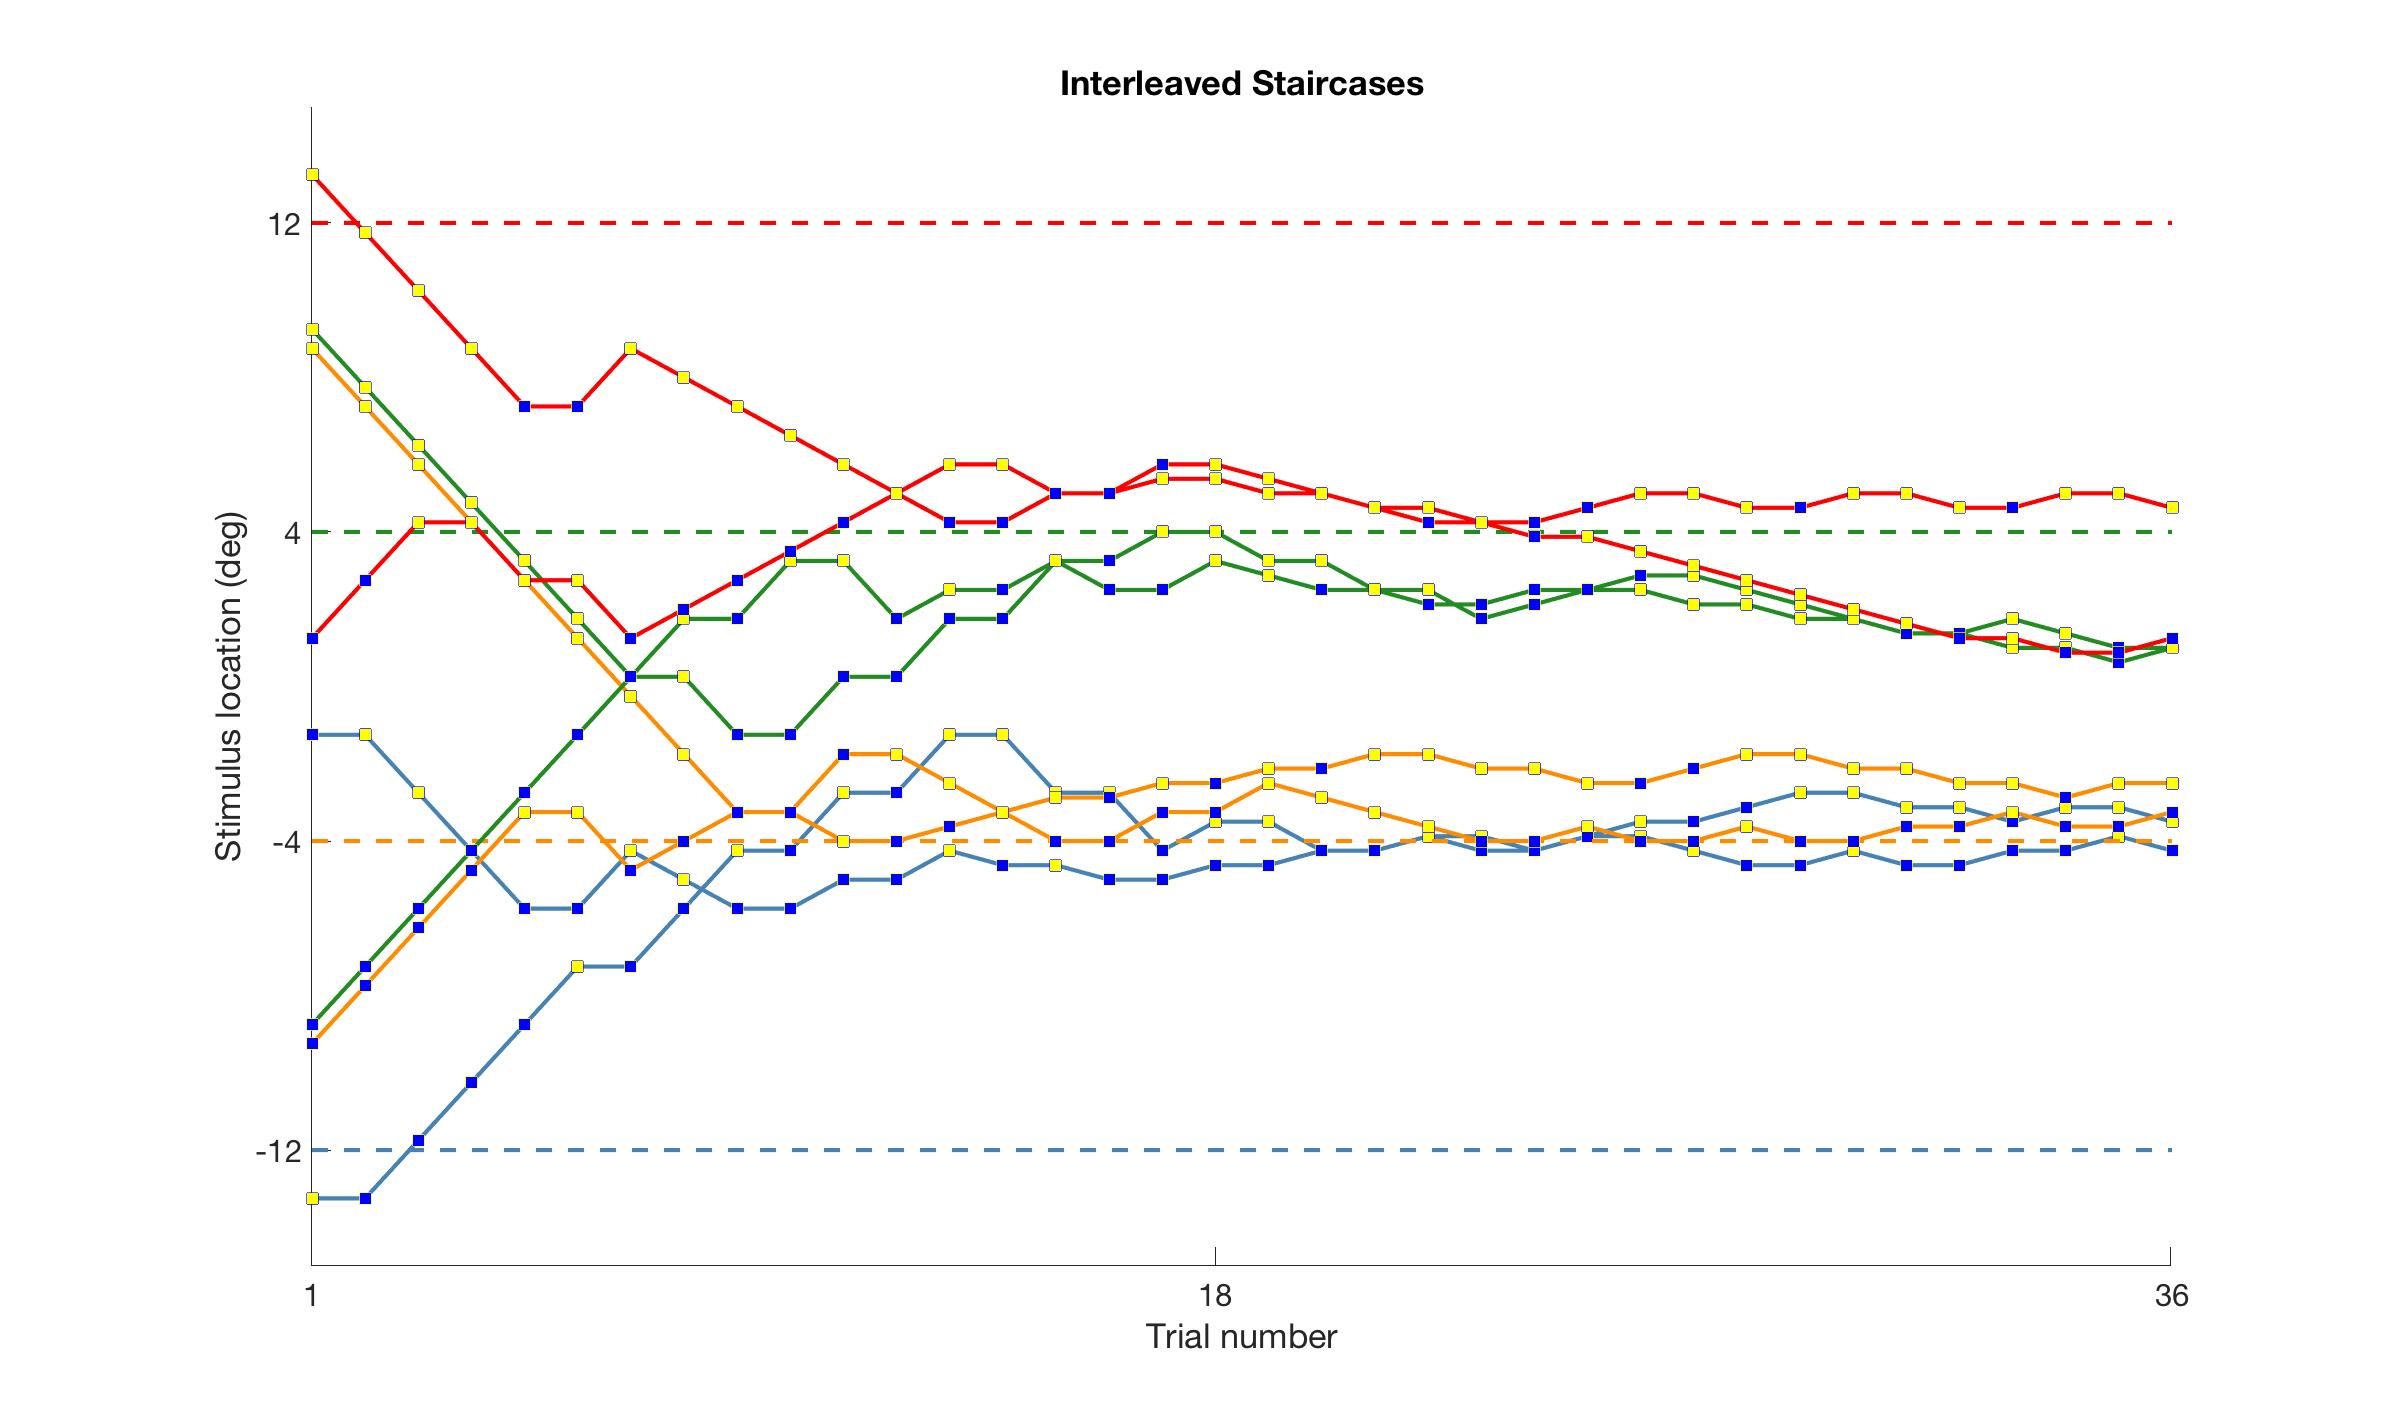 Interleaved Staircases
12
4
-4
-12
Stimulus location (deg)
1 18 36
Trial number